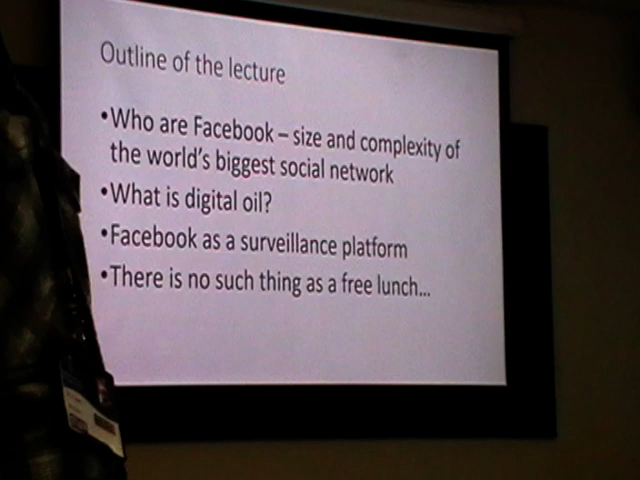 Outline of the lecture
•Who are Facebook – size and complexity of
the world's biggest social network
•What is digital oil?
•Facebook as a surveillance platform
•There is no such thing as a free lunch...